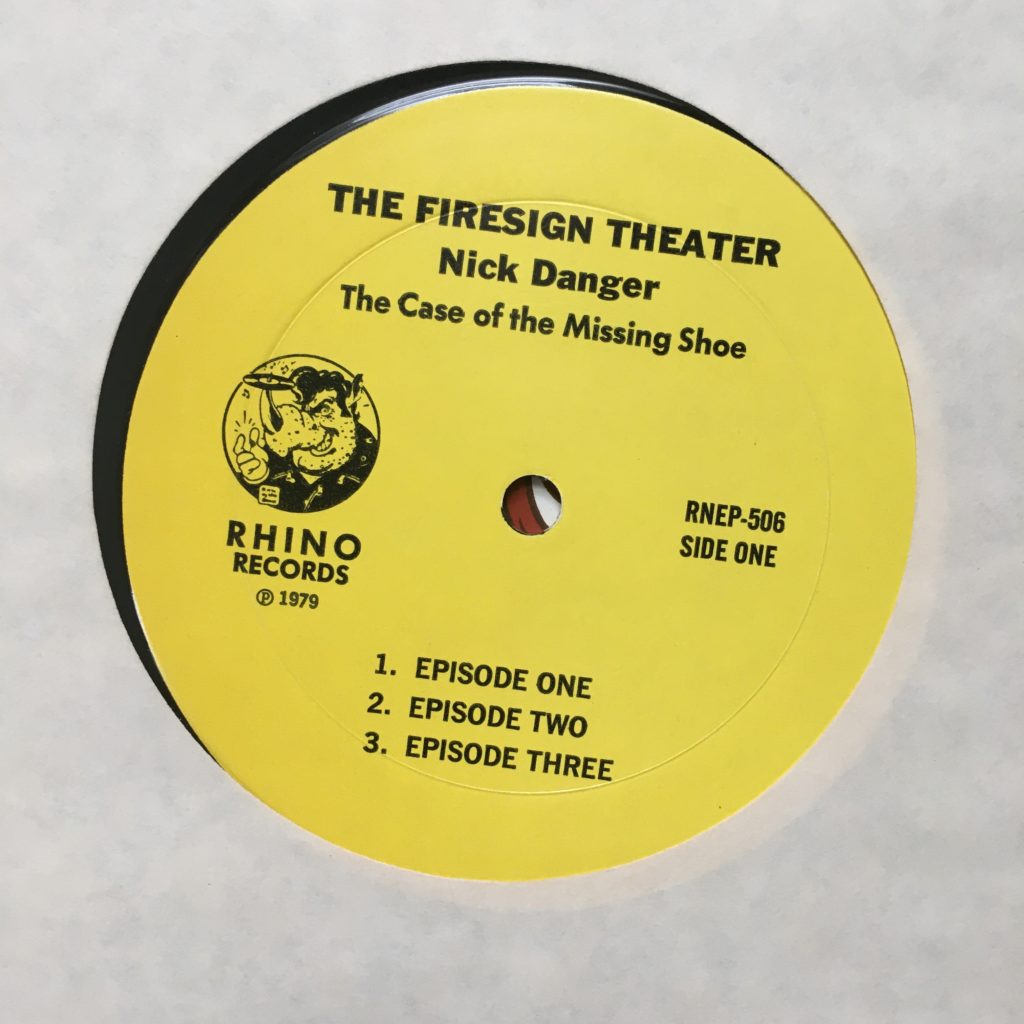 THE FIRESIGN THEATER
Nick Danger
The Case of the Missing Shoe
RHINO
RECORDS
℗ 1979
RNEP-506
SIDE ONE
1. EPISODE ONE
2. EPISODE TWO
3. EPISODE THREE